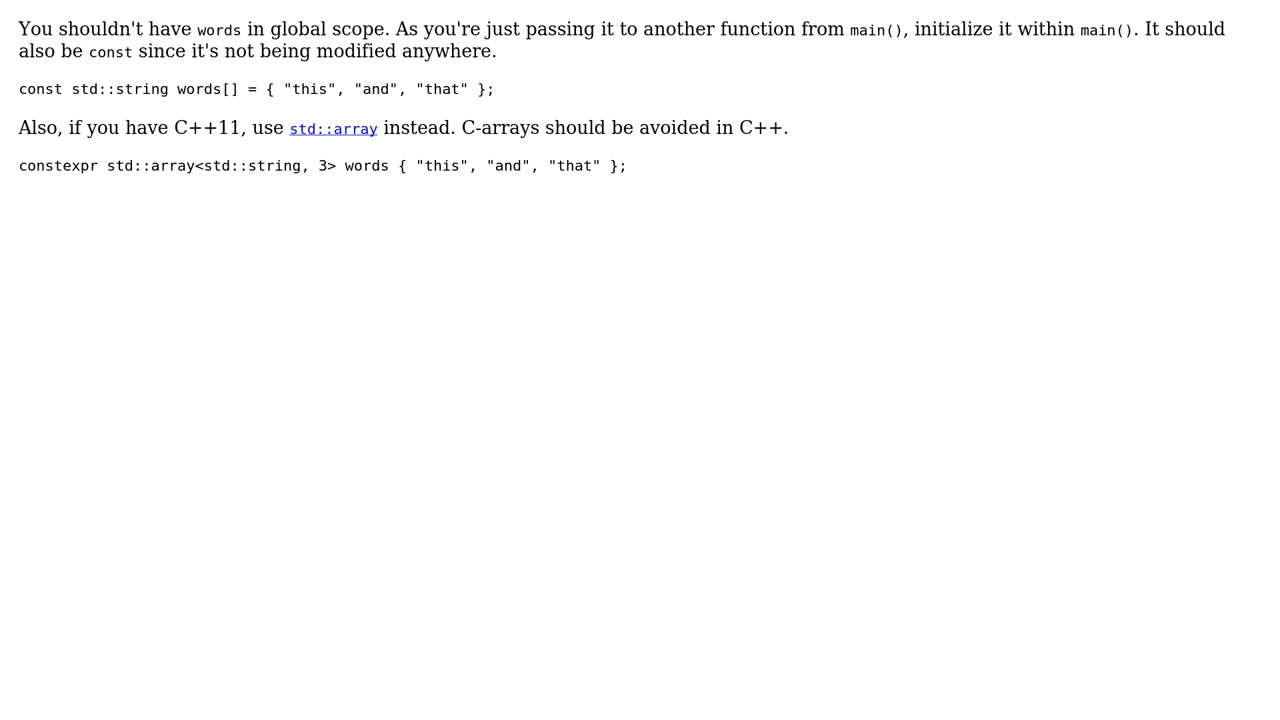 You shouldn't have words in global scope. As you're just passing it to another function from main(), initialize it within main(). It should
also be const since it's not being modified anywhere.
const std::string words[] = { "this", "and", "that" };
Also, if you have C++11, use std::array instead. C-arrays should be avoided in C++.
constexpr std::array<std::string, 3> words { "this", "and", "that" };